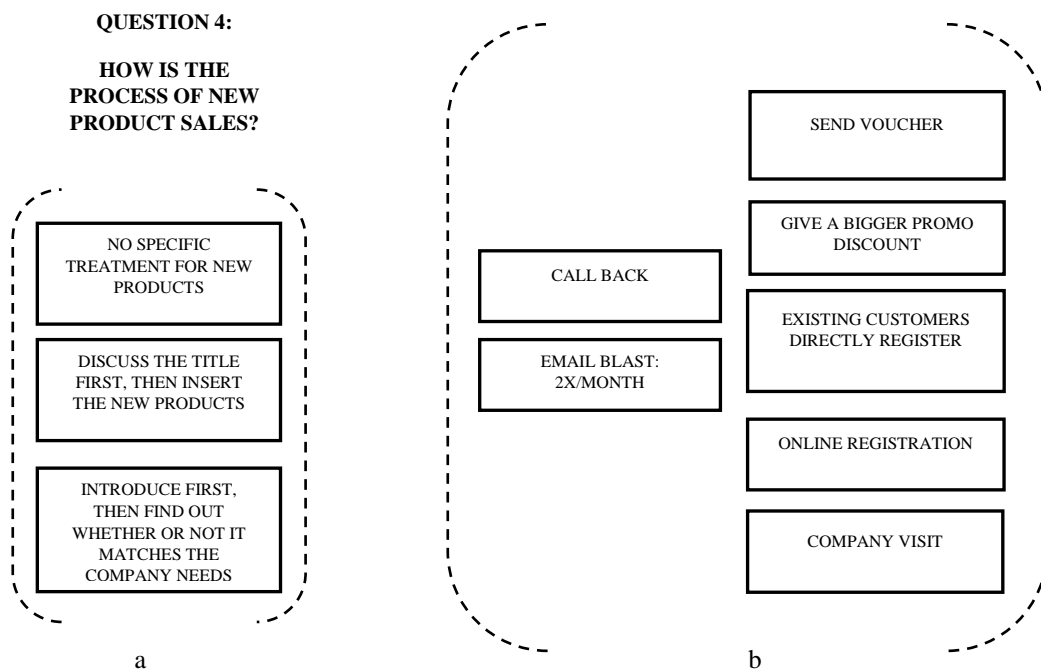 QUESTION 4:
HOW IS THE
PROCESS OF NEW
PRODUCT SALES?
NO SPECIFIC
TREATMENT FOR NEW
PRODUCTS
DISCUSS THE TITLE
FIRST, THEN INSERT
THE NEW PRODUCTS
INTRODUCE FIRST,
THEN FIND OUT
WHETHER OR NOT IT
MATCHES THE
COMPANY NEEDS
a
CALL BACK
EMAIL BLAST:
2X/MONTH
SEND VOUCHER
GIVE A BIGGER PROMO
DISCOUNT
EXISTING CUSTOMERS
DIRECTLY REGISTER
ONLINE REGISTRATION
COMPANY VISIT
b